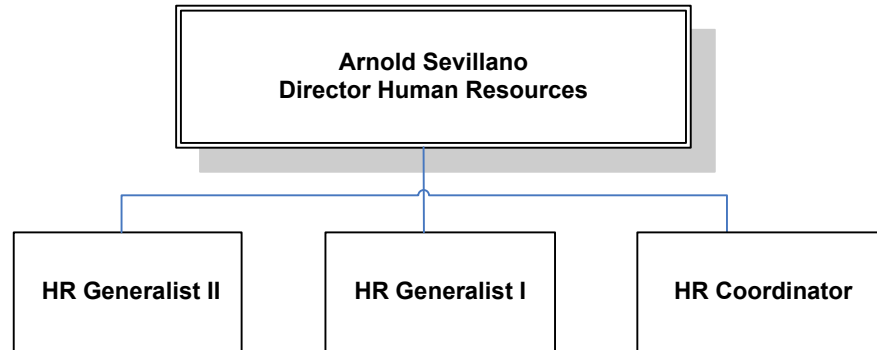 Arnold Sevillano
Director Human Resources
HR Generalist II
HR Generalist I
HR Coordinator